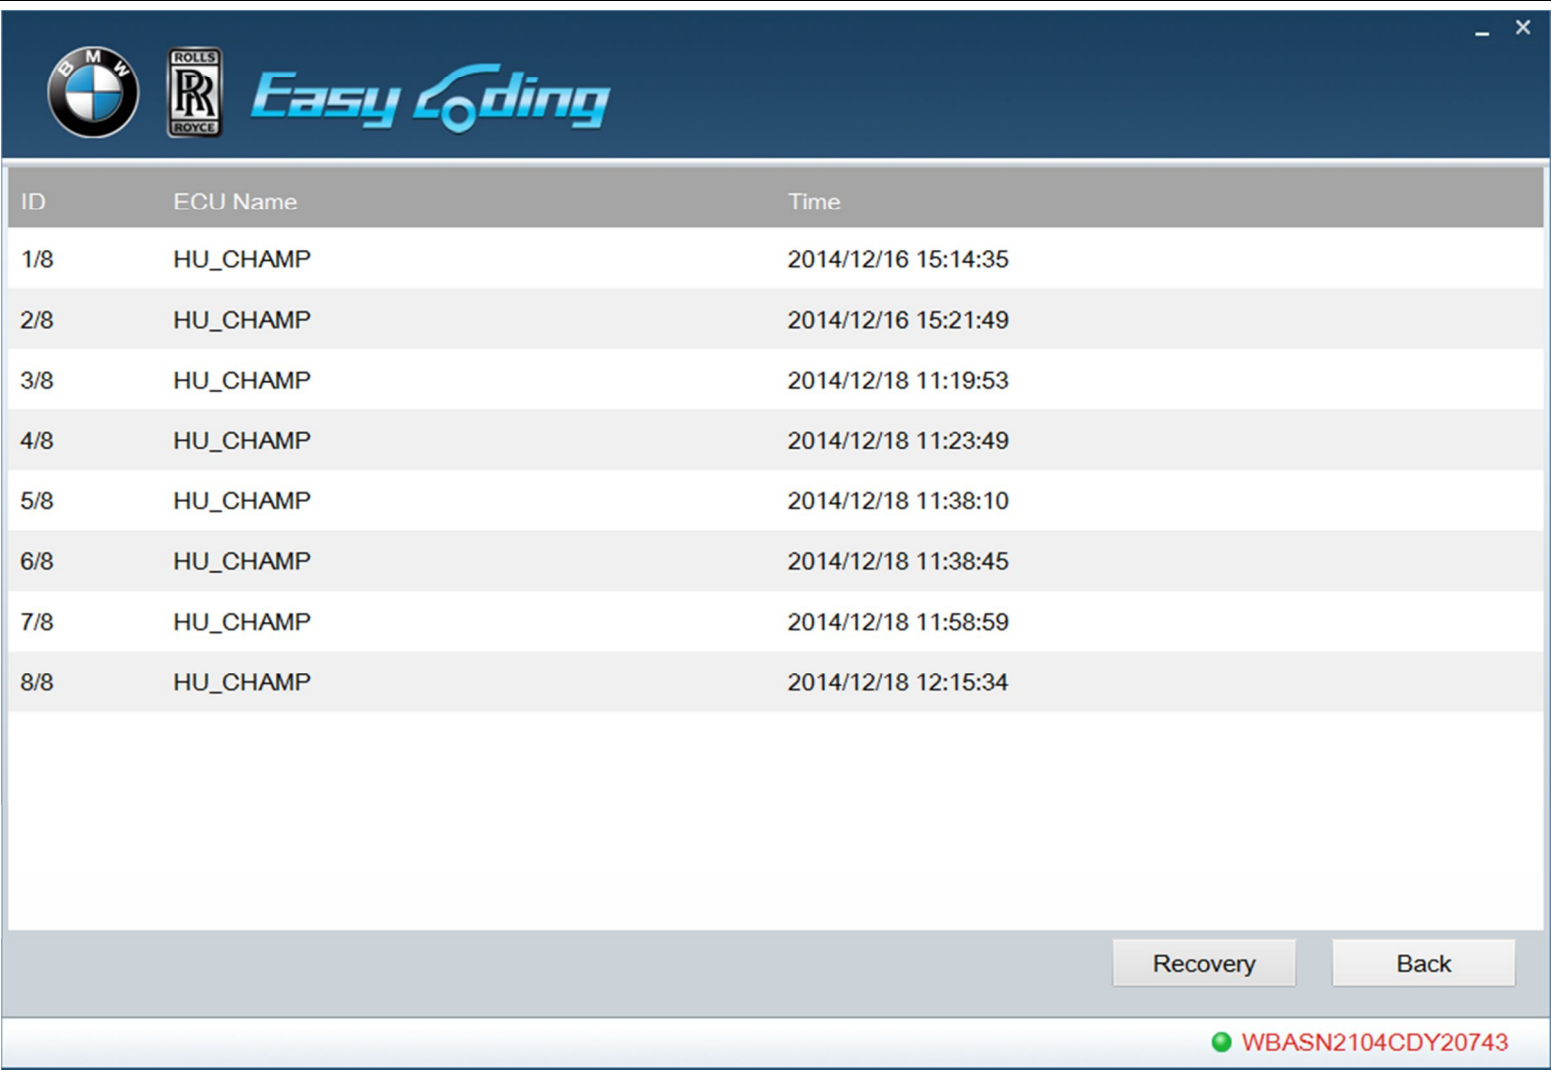 BMW ROLLS RR ROYCE Easy Coding
ID ECU Name Time
1/8 HU_CHAMP 2014/12/16 15:14:35
2/8 HU_CHAMP 2014/12/16 15:21:49
3/8 HU_CHAMP 2014/12/18 11:19:53
4/8 HU_CHAMP 2014/12/18 11:23:49
5/8 HU_CHAMP 2014/12/18 11:38:10
6/8 HU_CHAMP 2014/12/18 11:38:45
7/8 HU_CHAMP 2014/12/18 11:58:59
8/8 HU_CHAMP 2014/12/18 12:15:34
Recovery Back
WBASN2104CDY20743